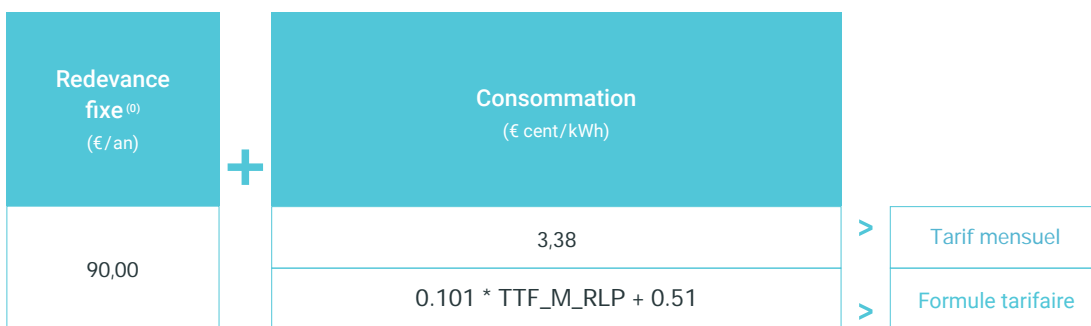 Redevance
fixe (0)
(€/an)
+
Consommation
(€ cent/kWh)
90,00
3,38
> Tarif mensuel
0.101 * TTF_M_RLP + 0.51
> Formule tarifaire